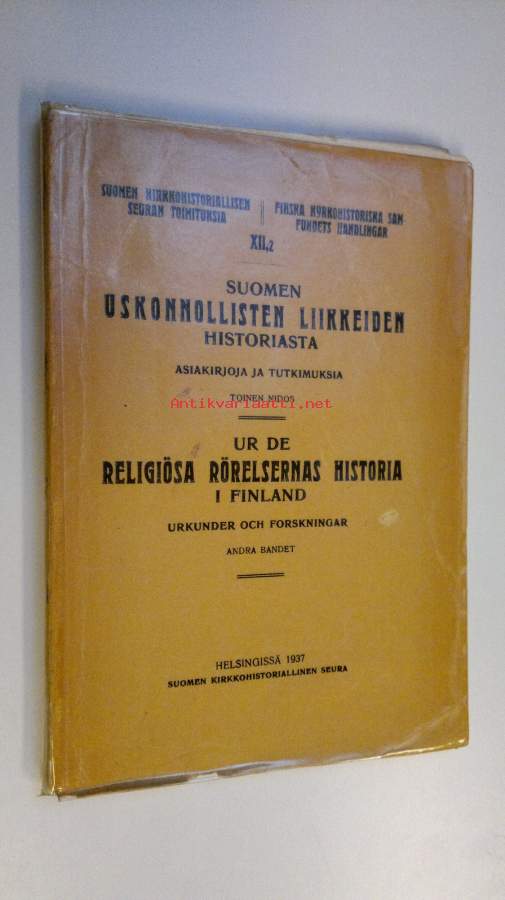 SUOMEN KIRKKOHISTORIALLISEN
SEURAN TOIMITUKSIA
FINSKA KYRKOHISTORISKA SAM-
FUNDETS HANDLINGAR
XII,2
SUOMEN
USKONNOLLISTEN LIIKKEIDEN
HISTORIASTA
ASIAKIRJOJA JA TUTKIMUKSIA
TOINEN NIDOS
Antikvariaatti.net
UR DE
RELIGIÖSA RÖRELSERNAS HISTORIA
I FINLAND
URKUNDER OCH FORSKNINGAR
ANDRA BANDET
HELSINGISSÄ 1937
SUOMEN KIRKKOHISTORIALLINEN SEURA